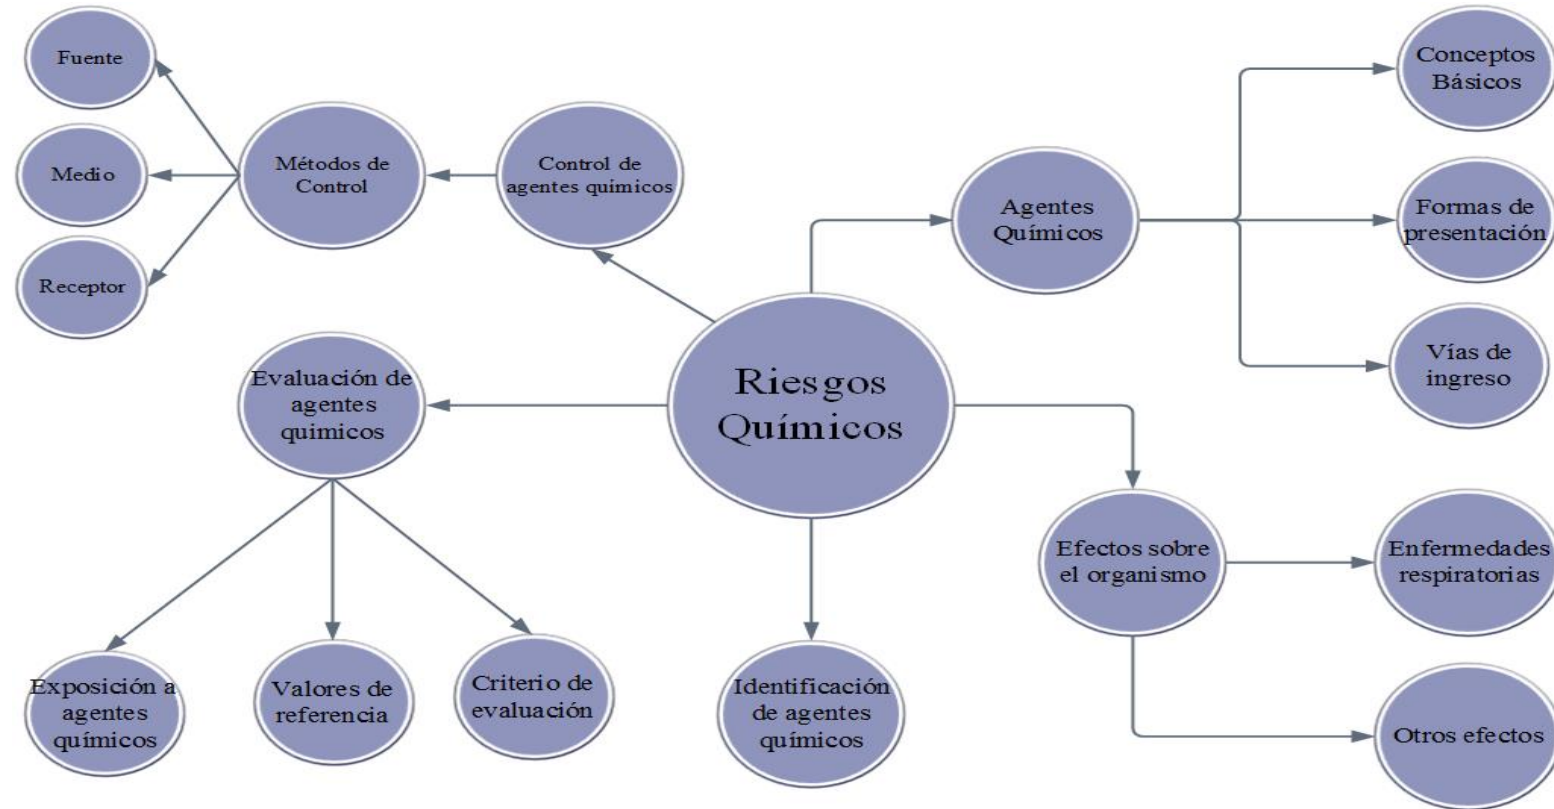 Fuente
Medio
Receptor
Métodos de
Control
Control de
agentes químicos
Agentes
Químicos
Conceptos
Básicos
Formas de
presentación
Vías de
ingreso
Riesgos
Químicos
Evaluación de
agentes
quimicos
Exposición a
agentes
químicos
Valores de
referencia
Criterio de
evaluación
Identificación
de agentes
químicos
Efectos sobre
el organismo
Enfermedades
respiratorias
Otros efectos